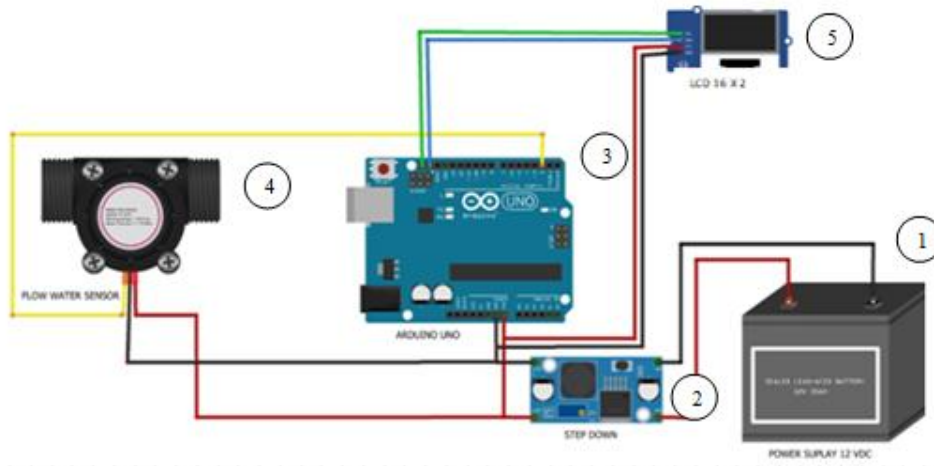 5
LCD 16 X 2
3
4
UNO
1
FLOW WATER SENSOR
ARDUINO UNO
2
STEP DOWN
SEALED LEAD-ACID BATTERY
POWER SUPLAY 12 VDC